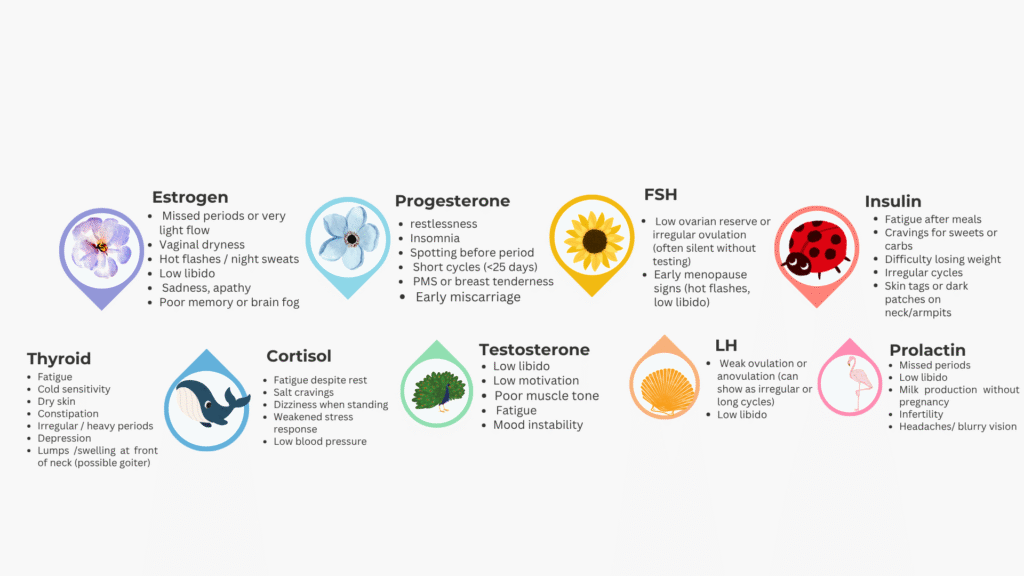 Estrogen
• Missed periods or very
light flow
• Vaginal dryness
• Hot flashes / night sweats
• Low libido
• Sadness, apathy
• Poor memory or brain fog
Progesterone
• restlessness
• Insomnia
• Spotting before period
• Short cycles (<25 days)
• PMS or breast tenderness
• Early miscarriage
FSH
• Low ovarian reserve or
irregular ovulation
(often silent without
testing)
• Early menopause
signs (hot flashes,
low libido)
Insulin
• Fatigue after meals
• Cravings for sweets or
carbs
• Difficulty losing weight
• Irregular cycles
• Skin tags or dark
patches on
neck/armpits
Thyroid
• Fatigue
• Cold sensitivity
• Dry skin
• Constipation
• Irregular / heavy periods
• Depression
• Lumps /swelling at front
of neck (possible goiter)
Cortisol
• Fatigue despite rest
• Salt cravings
• Dizziness when standing
• Weakened stress
response
• Low blood pressure
Testosterone
• Low libido
• Low motivation
• Poor muscle tone
• Fatigue
• Mood instability
LH
• Weak ovulation or
anovulation (can
show as irregular or
long cycles)
• Low libido
Prolactin
• Missed periods
• Low libido
• Milk production without
pregnancy
• Infertility
• Headaches/ blurry vision